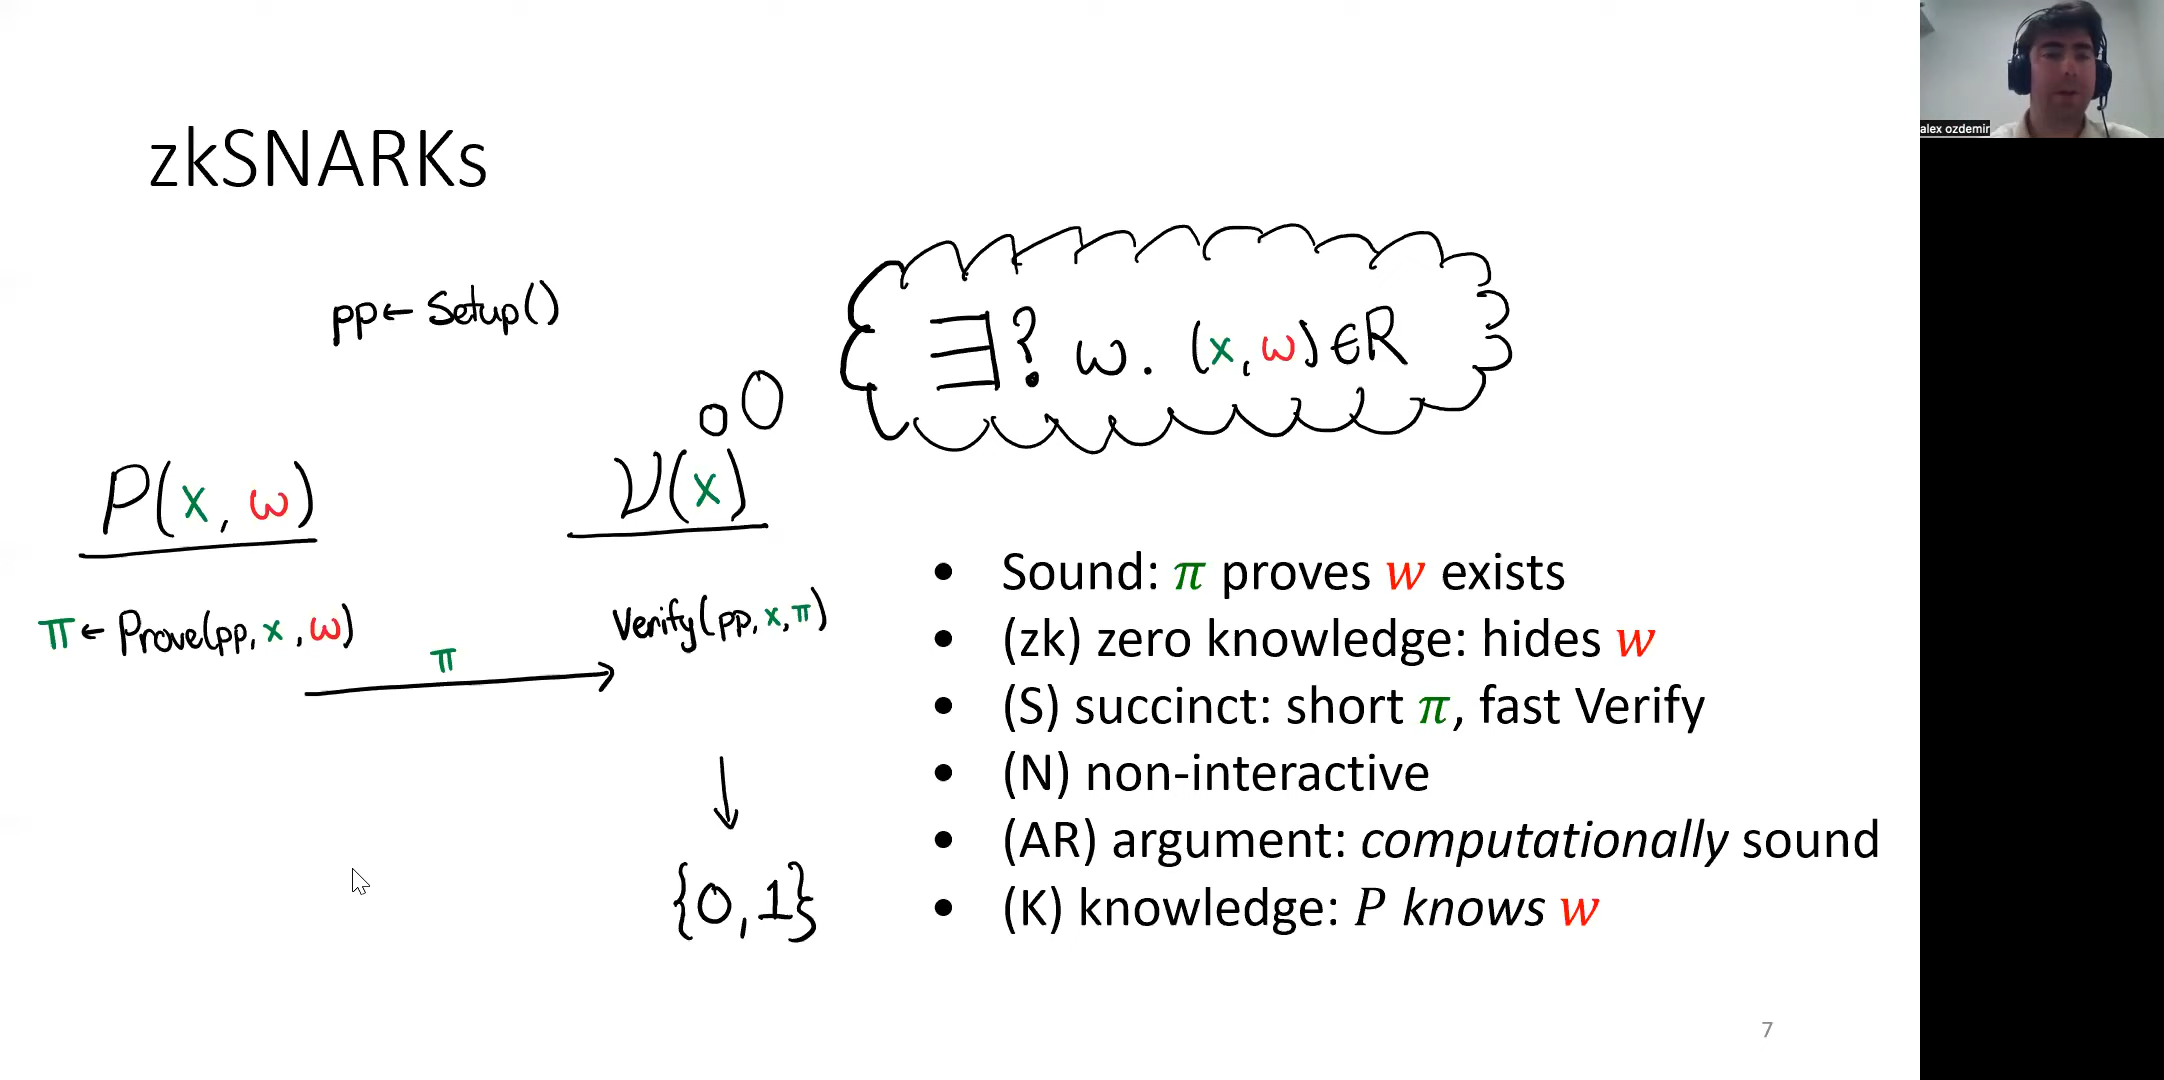 zkSNARKs
pp ← Setup()
∃? w. (x, w) ∈ R
P(x, w)
V(x)
π ← Prove(pp, x, w)
π
Verify(pp, x, π)
{0, 1}
• Sound: π proves w exists
• (zk) zero knowledge: hides w
• (S) succinct: short π, fast Verify
• (N) non-interactive
• (AR) argument: computationally sound
• (K) knowledge: P knows w
7
alex ozdemir